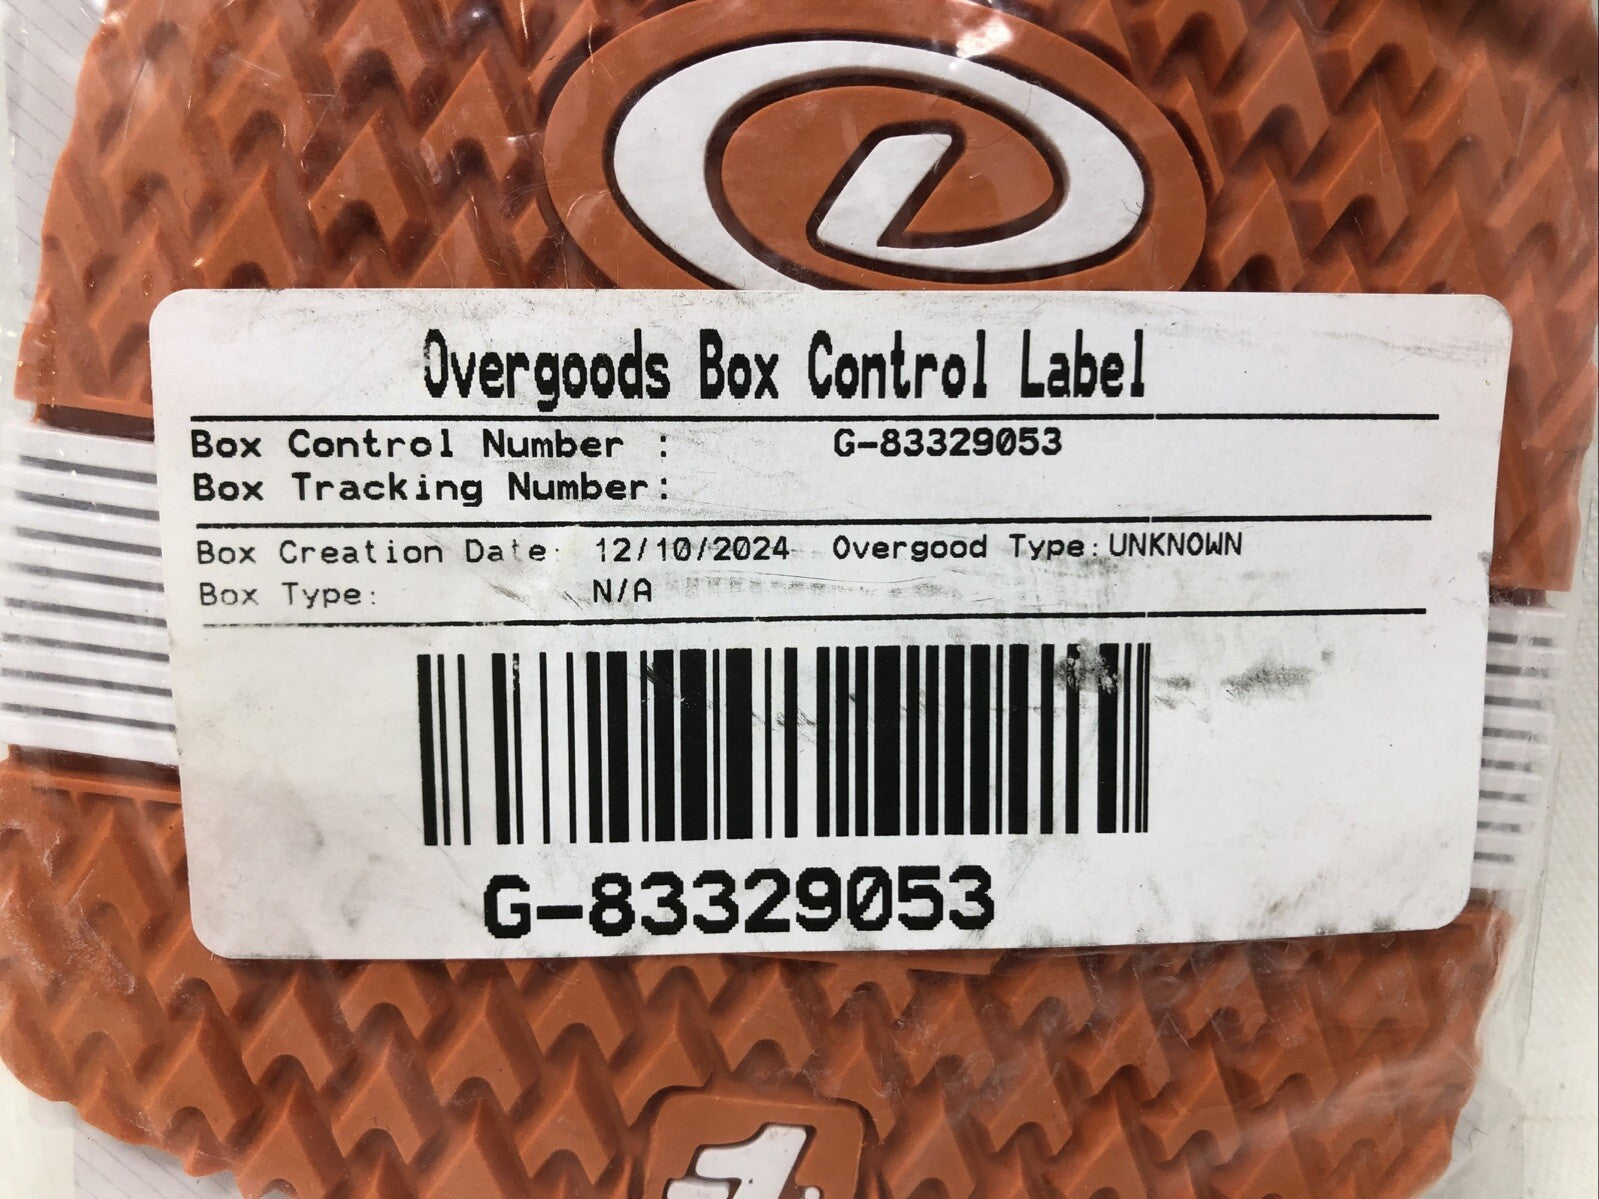 Overgoods Box Control Label
Box Control Number : G-83329053
Box Tracking Number:
Box Creation Date: 12/10/2024 Overgood Type:UNKNOWN
Box Type: N/A
G-83329053